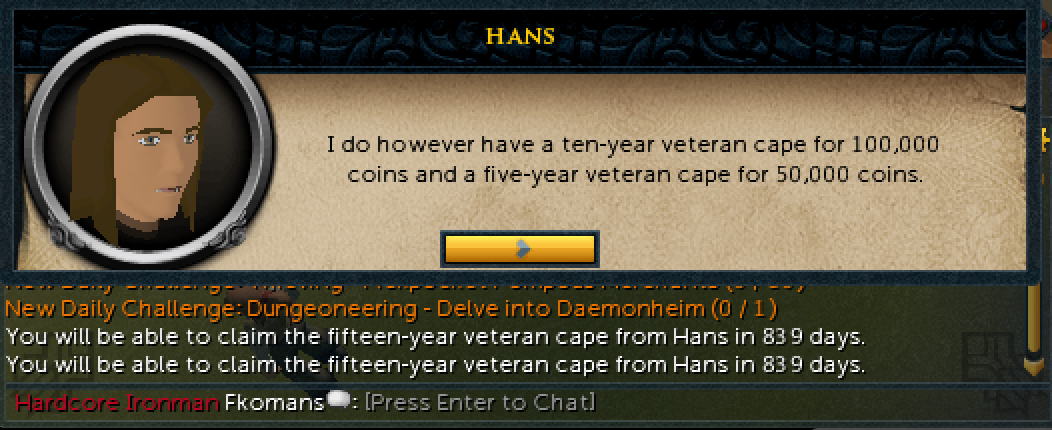 HANS
I do however have a ten-year veteran cape for 100,000
coins and a five-year veteran cape for 50,000 coins.
New Daily Challenge:
New Daily Challenge: Dungeoneering - Delve into Daemonheim (0 / 1)
You will be able to claim the fifteen-year veteran cape from Hans in 839 days.
You will be able to claim the fifteen-year veteran cape from Hans in 839 days.
Hardcore Ironman Fkomans: [Press Enter to Chat]